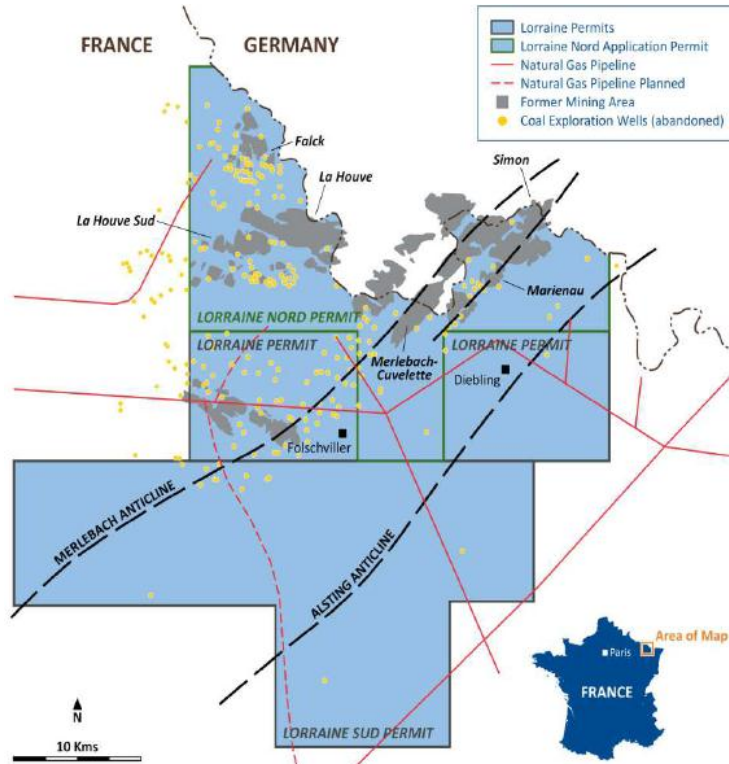 FRANCE
GERMANY
Lorraine Permits
Lorraine Nord Application Permit
Natural Gas Pipeline
Natural Gas Pipeline Planned
Former Mining Area
Coal Exploration Wells (abandoned)
Falck
Simon
La Houve
La Houve Sud
Marienau
LORRAINE NORD PERMIT
LORRAINE PERMIT
LORRAINE PERMIT
Merlebach-
Cuvelette
Diebling
Folschviller
MERLEBACH ANTICLINE
ALSTING ANTICLINE
Area of Map
Paris
FRANCE
N
LORRAINE SUD PERMIT
10 Kms